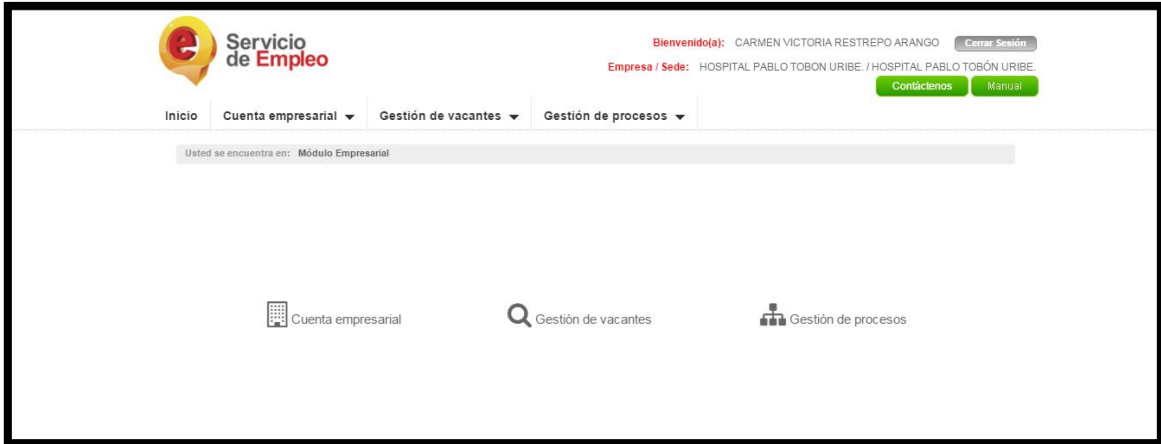 e Servicio
de Empleo
Bienvenido(a): CARMEN VICTORIA RESTREPO ARANGO Cerrar Sesión
Empresa / Sede: HOSPITAL PABLO TOBON URIBE. / HOSPITAL PABLO TOBÓN URIBE.
Contàctenos Manual
Inicio Cuenta empresarial Gestión de vacantes Gestión de procesos
Usted se encuentra en: Módulo Empresarial
Cuenta empresarial Gestión de vacantes Gestión de procesos